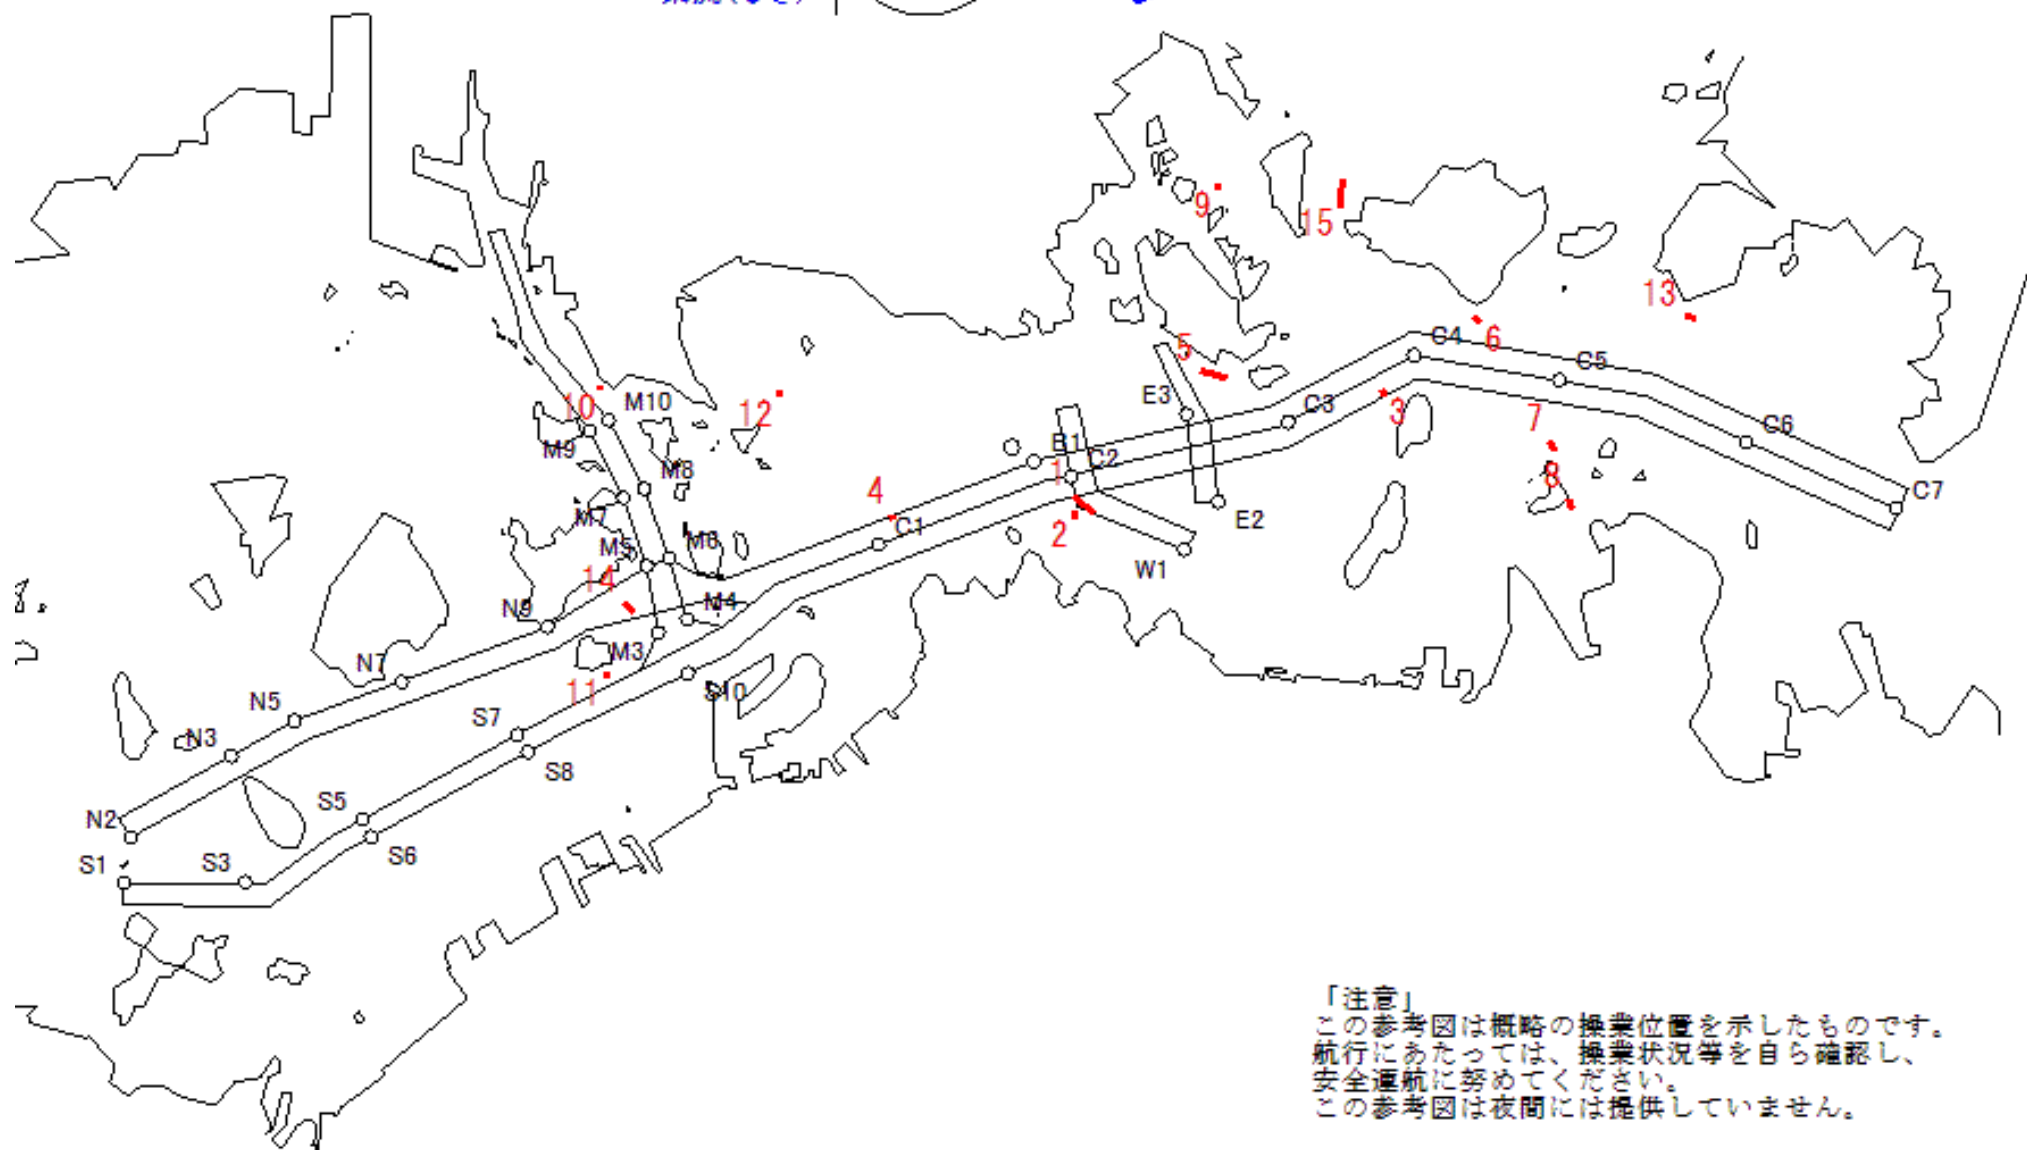 9
15
13
C4
6
C5
5
10
M10
12
E3
C3
3
7
C6
M9
B1
M8
1
C2
8
4
C7
M7
C1
2
E2
M5
M6
14
W1
N9
M4
M3
N7
11
S10
N5
S7
N3
S8
S5
N2
S6
S1
S3
「注意」
この参考図は概略の操業位置を示したものです。
航行にあたっては、操業状況等を自ら確認し、
安全運航に努めてください。
この参考図は夜間には提供していません。